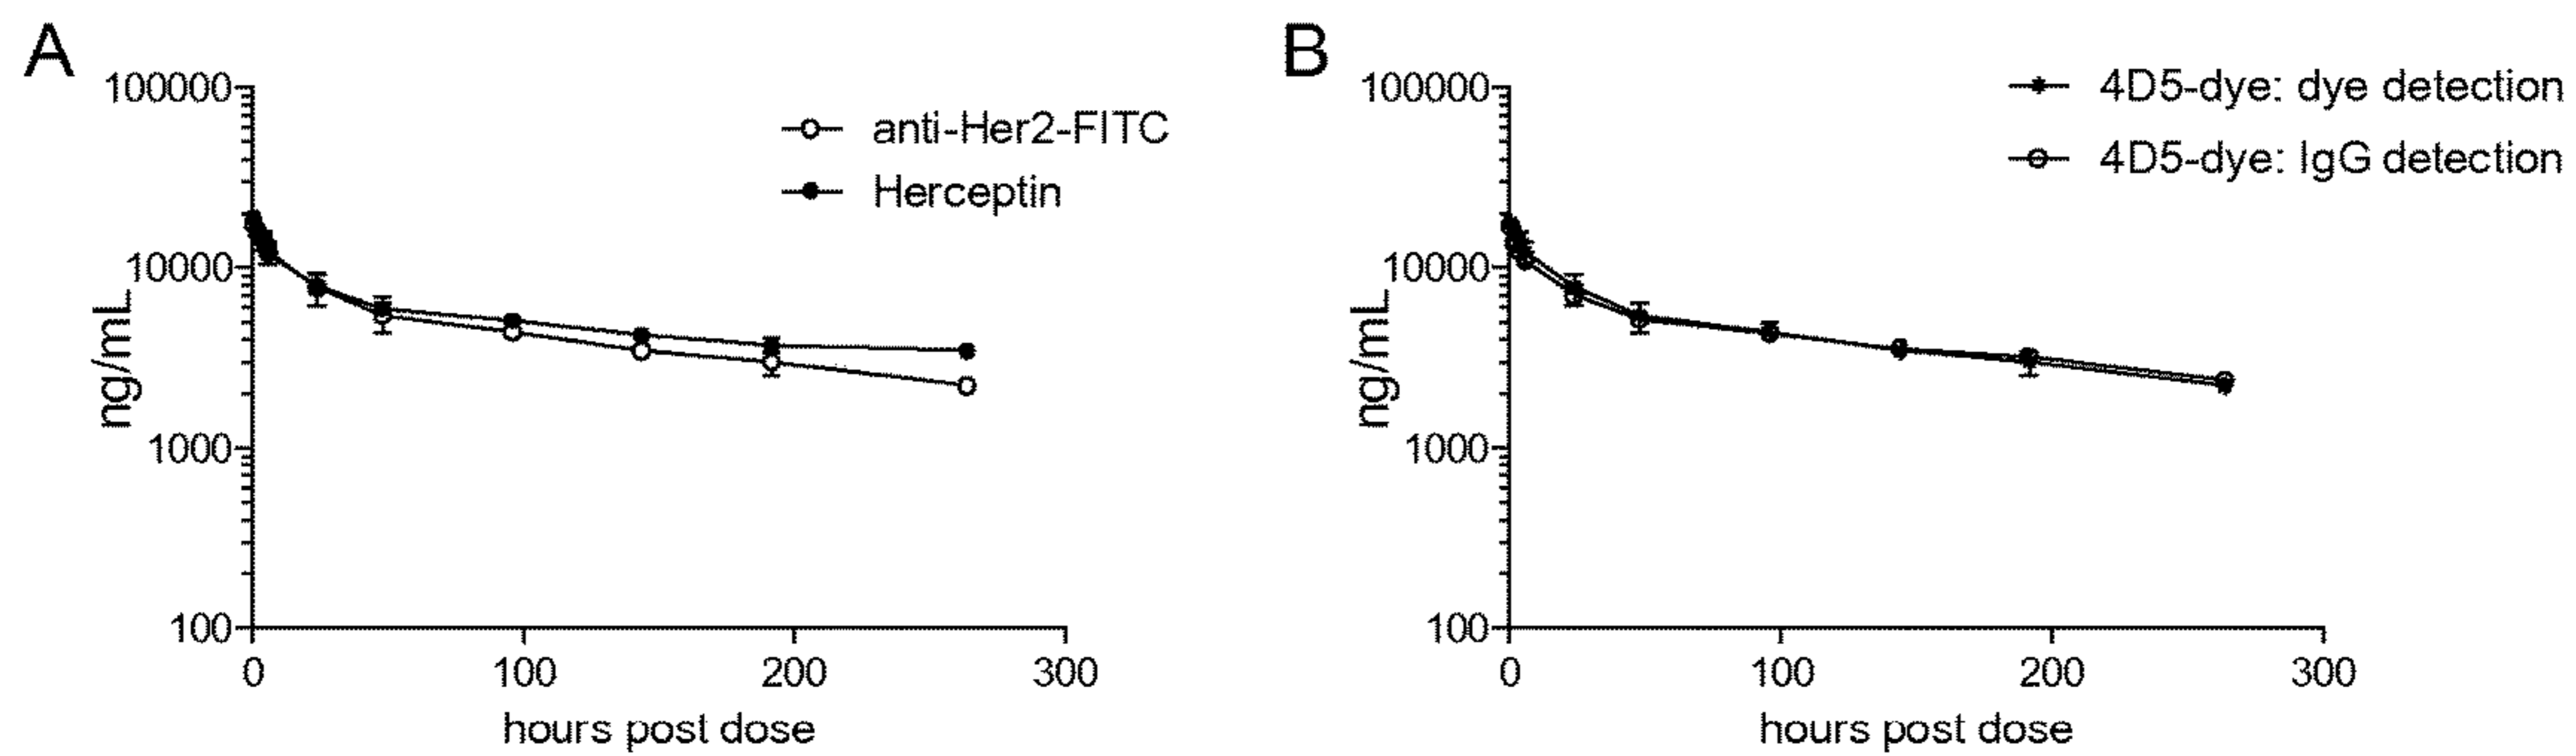 A
100000
10000
1000
100
ng/mL
0 100 200 300
hours post dose
anti-Her2-FITC
Herceptin
B
100000
10000
1000
100
ng/mL
0 100 200 300
hours post dose
4D5-dye: dye detection
4D5-dye: IgG detection